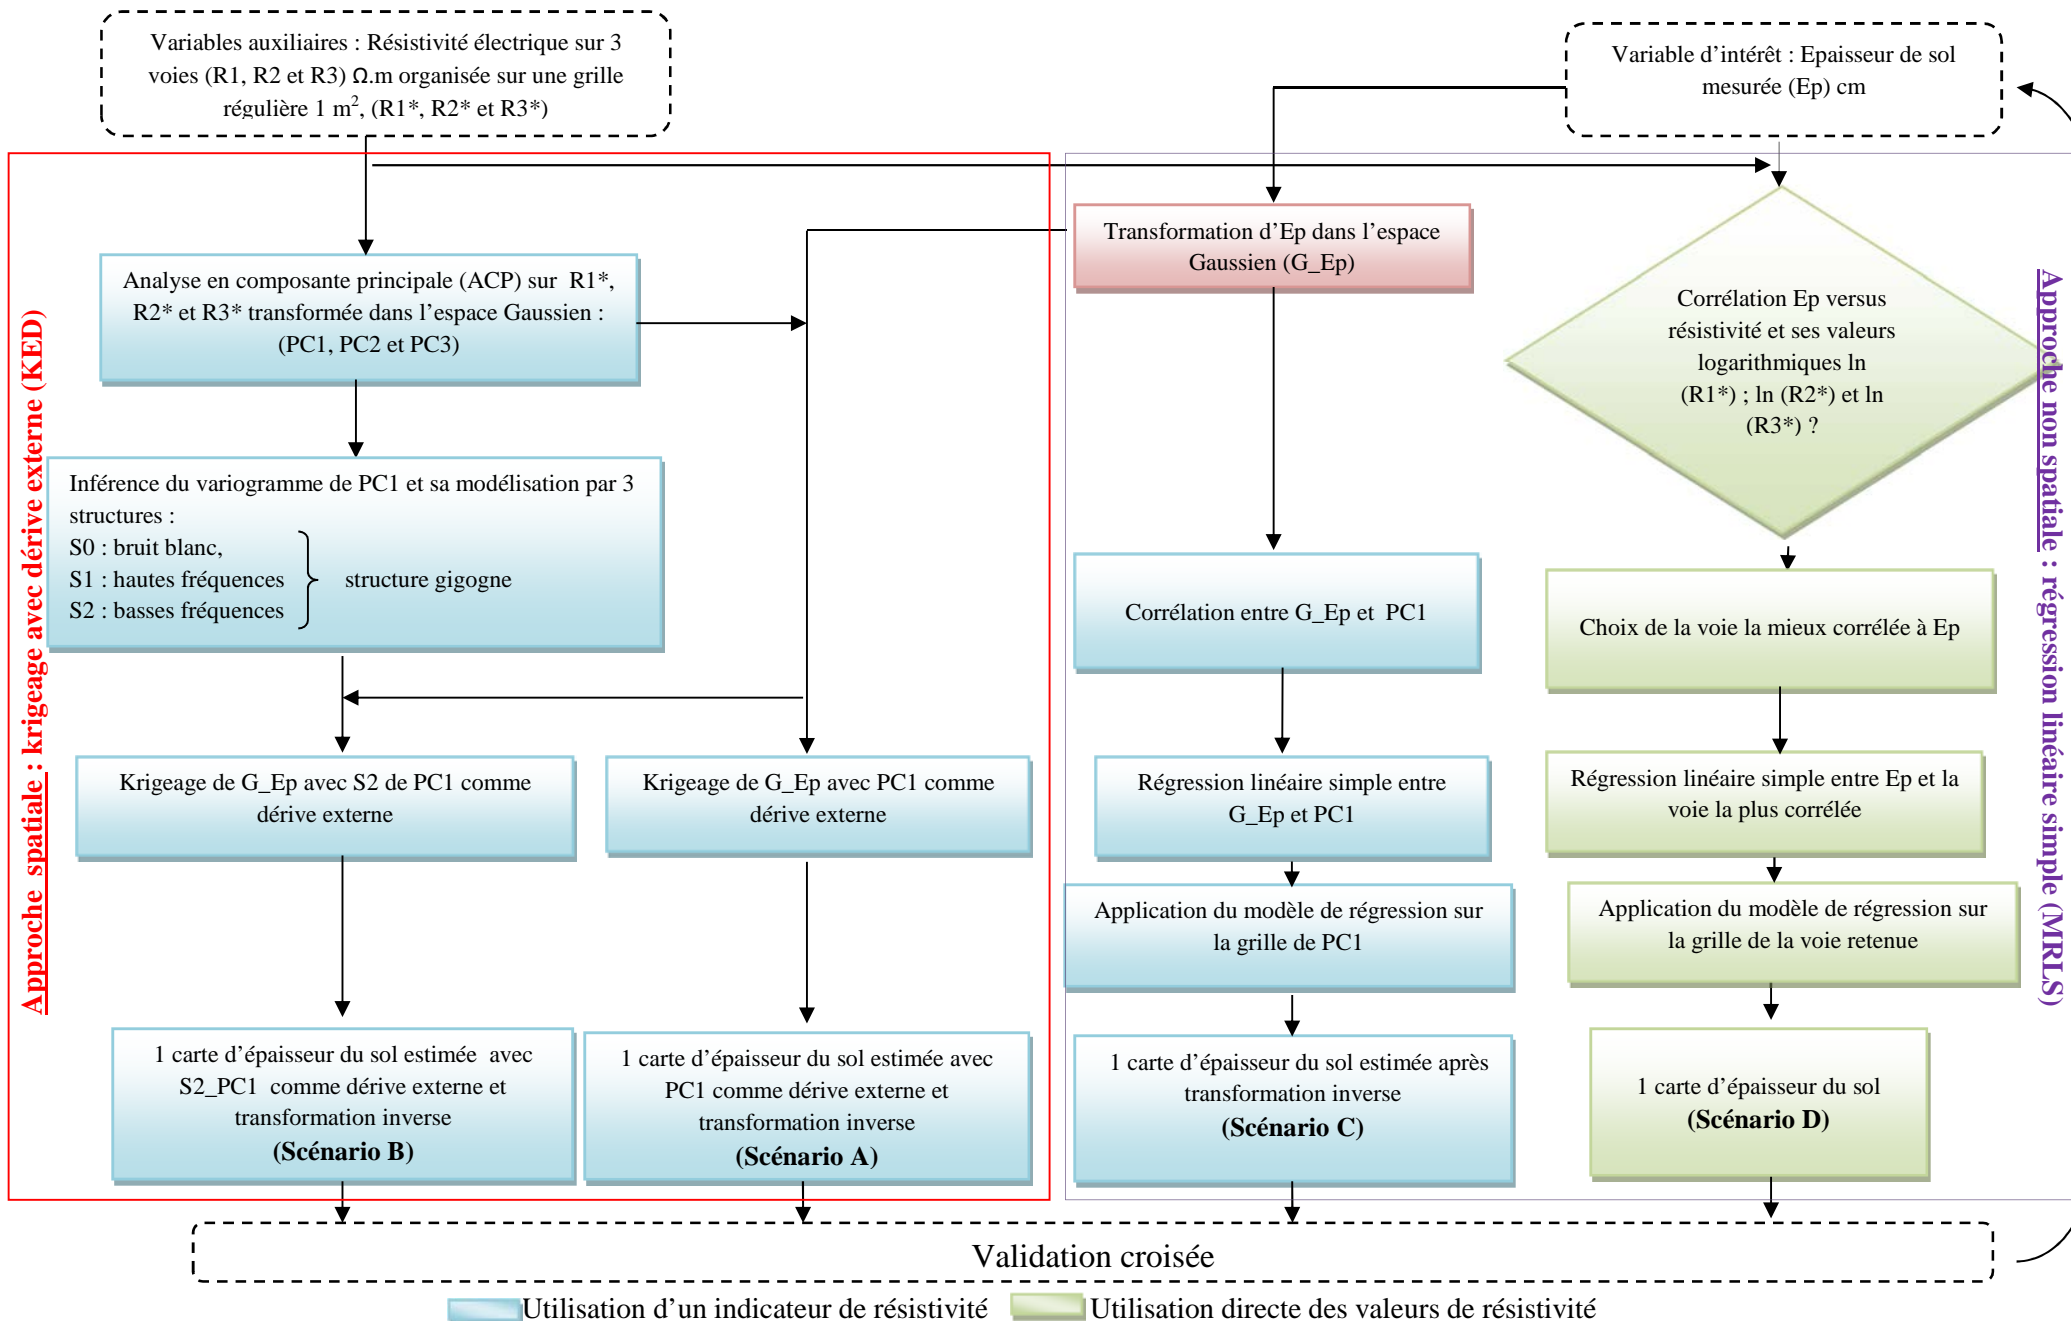 Variables auxiliaires : Résistivité électrique sur 3
voies (R1, R2 et R3) Ω.m organisée sur une grille
régulière 1 m², (R1*, R2* et R3*)
Variable d'intérêt : Epaisseur de sol
mesurée (Ep) cm
Approche spatiale : krigeage avec dérive externe (KED)
Analyse en composante principale (ACP) sur R1*,
R2* et R3* transformée dans l'espace Gaussien :
(PC1, PC2 et PC3)
Inférence du variogramme de PC1 et sa modélisation par 3
structures :
S0 : bruit blanc,
S1 : hautes fréquences
S2 : basses fréquences
structure gigogne
Krigeage de G_Ep avec S2 de PC1 comme
dérive externe
Krigeage de G_Ep avec PC1 comme
dérive externe
1 carte d'épaisseur du sol estimée avec
S2_PC1 comme dérive externe et
transformation inverse
(Scénario B)
1 carte d'épaisseur du sol estimée avec
PC1 comme dérive externe et
transformation inverse
(Scénario A)
Transformation d'Ep dans l'espace
Gaussien (G_Ep)
Corrélation entre G_Ep et PC1
Régression linéaire simple entre
G_Ep et PC1
Application du modèle de régression sur
la grille de PC1
1 carte d'épaisseur du sol estimée après
transformation inverse
(Scénario C)
Corrélation Ep versus
résistivité et ses valeurs
logarithmiques ln
(R1*) ; ln (R2*) et ln
(R3*) ?
Choix de la voie la mieux corrélée à Ep
Régression linéaire simple entre Ep et la
voie la plus corrélée
Application du modèle de régression sur
la grille de la voie retenue
1 carte d'épaisseur du sol
(Scénario D)
Approche non spatiale : régression linéaire simple (MRLS)
Validation croisée
Utilisation d'un indicateur de résistivité
Utilisation directe des valeurs de résistivité